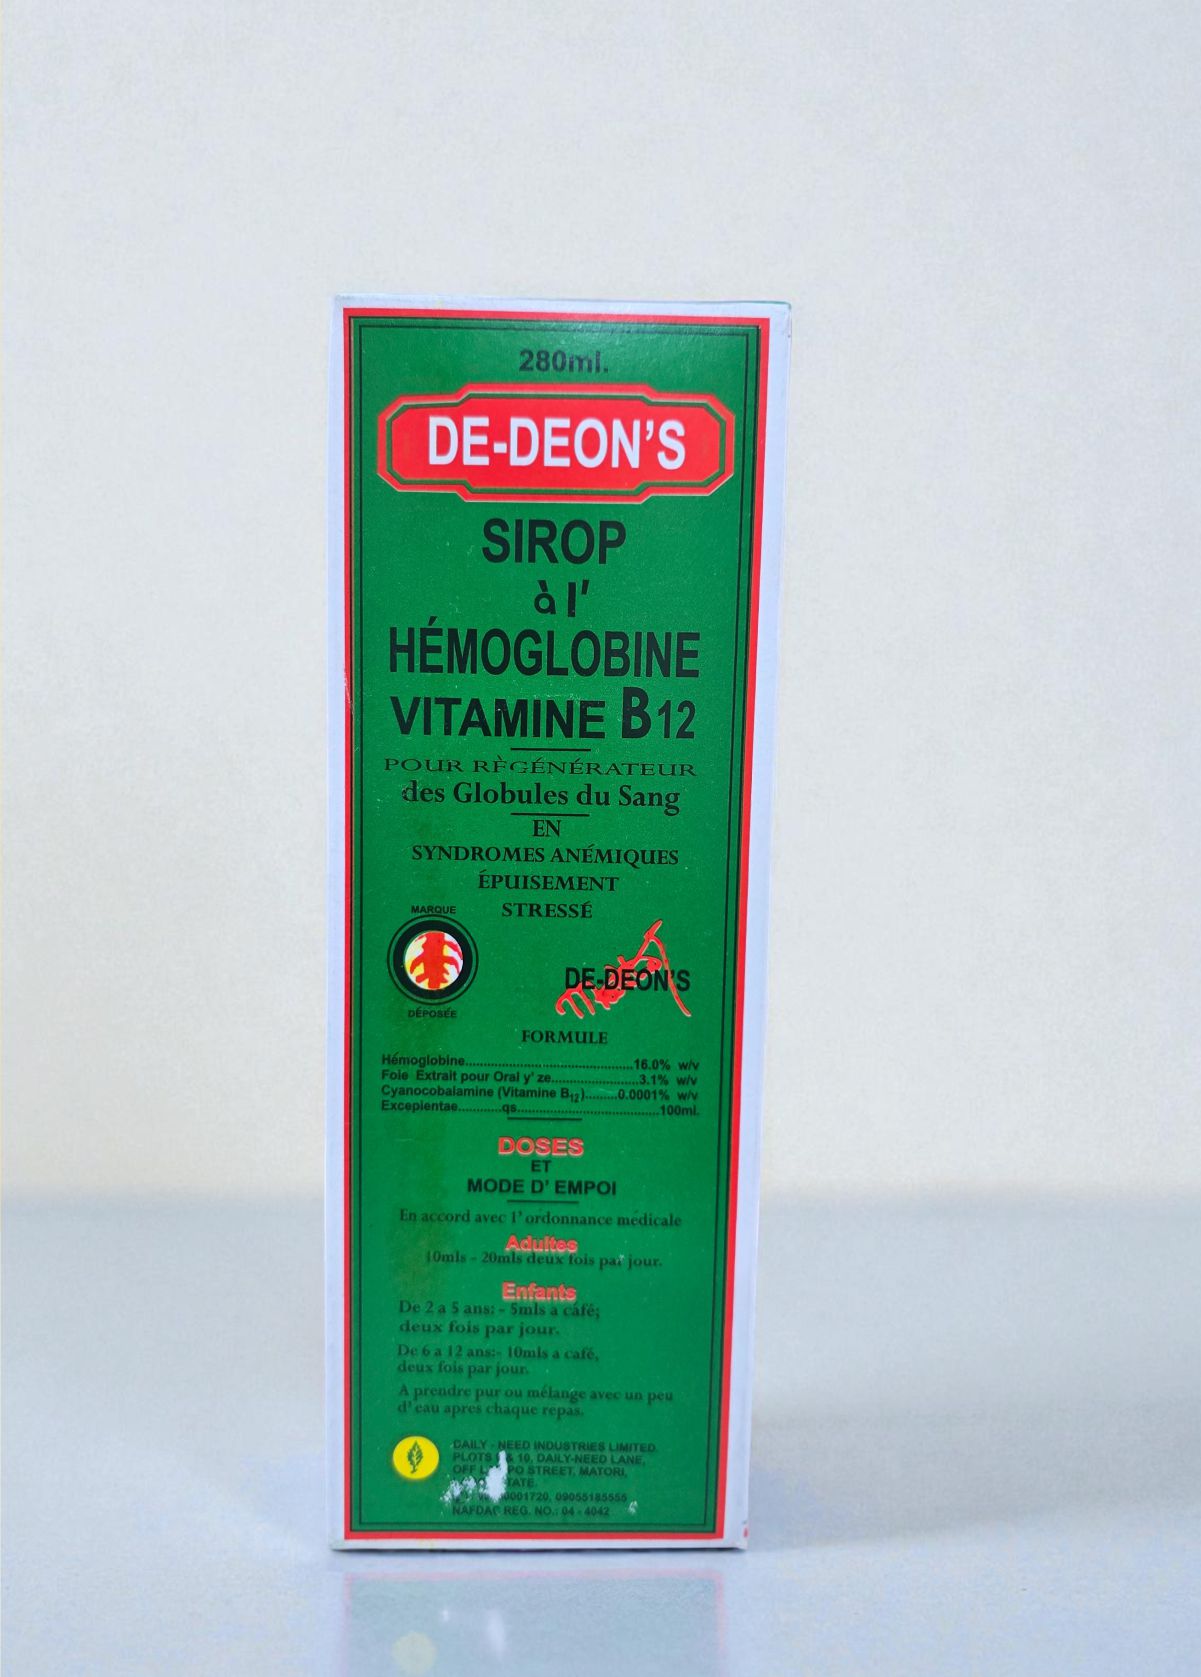 280ml.
DE-DEON'S
SIROP
à l'
HÉMOGLOBINE
VITAMINE B12
POUR RÈGÉNÉRATEUR
des Globules du Sang
EN
SYNDROMES ANÉMIQUES
ÉPUISEMENT
STRESSÉ
MARQUE
DÉPOSÉE
DE-DEON'S
FORMULE
Hémoglobine..........................................16.0% w/v
Foie Extrait pour Oral y' ze......................3.1% w/v
Cyanocobalamine (Vitamine B12)........0.0001% w/v
Excepientae...........qs....................................100ml.
DOSES
ET
MODE D' EMPOI
En accord avec l' ordonnance médicale
Adultes
10mls - 20mls deux fois par jour.
Enfants
De 2 a 5 ans: - 5mls a café;
deux fois par jour.
De 6 a 12 ans:- 10mls a café,
deux fois par jour.
A prendre pur ou mélange avec un peu
d' eau apres chaque repas.
DAILY - NEED INDUSTRIES LIMITED.
PLOTS & 10, DAILY-NEED LANE,
OFF STREET, MATORI,
09055185555
NAFDAC REG. NO.: 04 - 4042